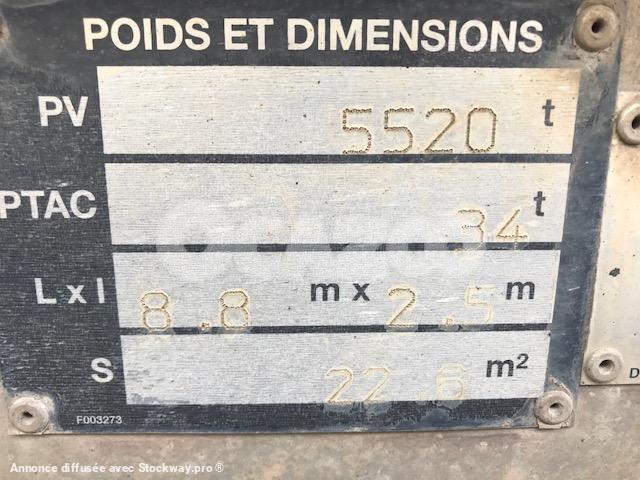 POIDS ET DIMENSIONS
PV 5520 t
PTAC 34 t
L x l 8.8 m x 2.5 m
S 22.6 m²
F003273
D
Annonce diffusée avec Stockway.pro®